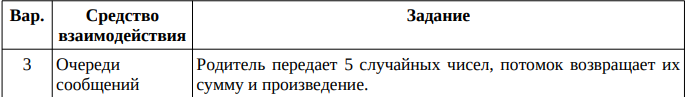 Вар. Средство взаимодействия Задание
3 Очереди сообщений Родитель передает 5 случайных чисел, потомок возвращает их сумму и произведение.